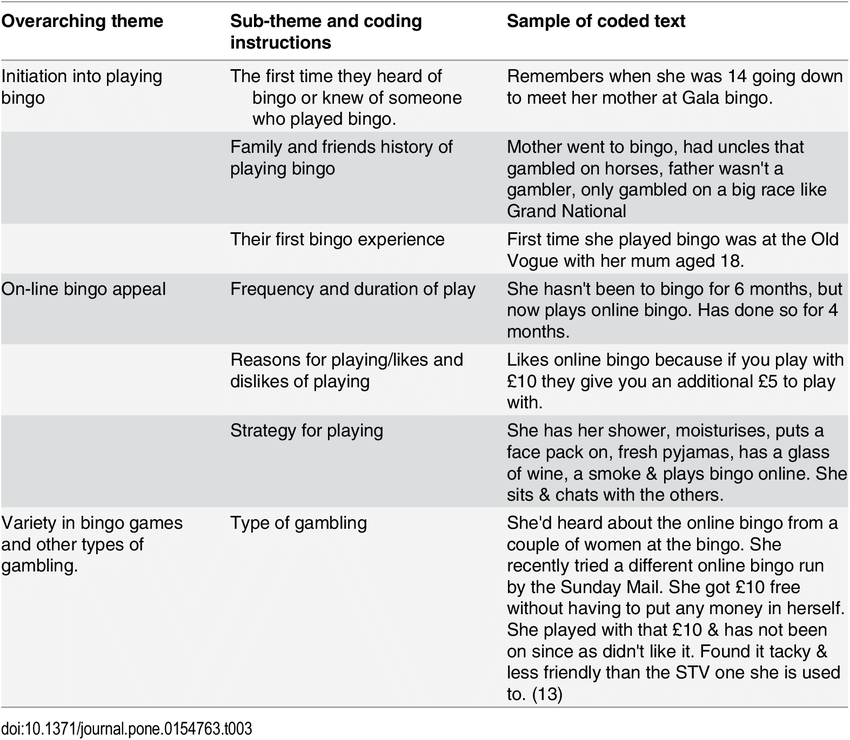 Overarching theme
Sub-theme and coding
instructions
Sample of coded text
Initiation into playing
bingo
The first time they heard of
bingo or knew of someone
who played bingo.
Remembers when she was 14 going down
to meet her mother at Gala bingo.
Family and friends history of
playing bingo
Mother went to bingo, had uncles that
gambled on horses, father wasn't a
gambler, only gambled on a big race like
Grand National
Their first bingo experience
First time she played bingo was at the Old
Vogue with her mum aged 18.
On-line bingo appeal
Frequency and duration of play
She hasn't been to bingo for 6 months, but
now plays online bingo. Has done so for 4
months.
Reasons for playing/likes and
dislikes of playing
Likes online bingo because if you play with
£10 they give you an additional £5 to play
with.
Strategy for playing
She has her shower, moisturises, puts a
face pack on, fresh pyjamas, has a glass
of wine, a smoke & plays bingo online. She
sits & chats with the others.
Variety in bingo games
and other types of
gambling.
Type of gambling
She'd heard about the online bingo from a
couple of women at the bingo. She
recently tried a different online bingo run
by the Sunday Mail. She got £10 free
without having to put any money in herself.
She played with that £10 & has not been
on since as didn't like it. Found it tacky &
less friendly than the STV one she is used
to. (13)
doi:10.1371/journal.pone.0154763.t003